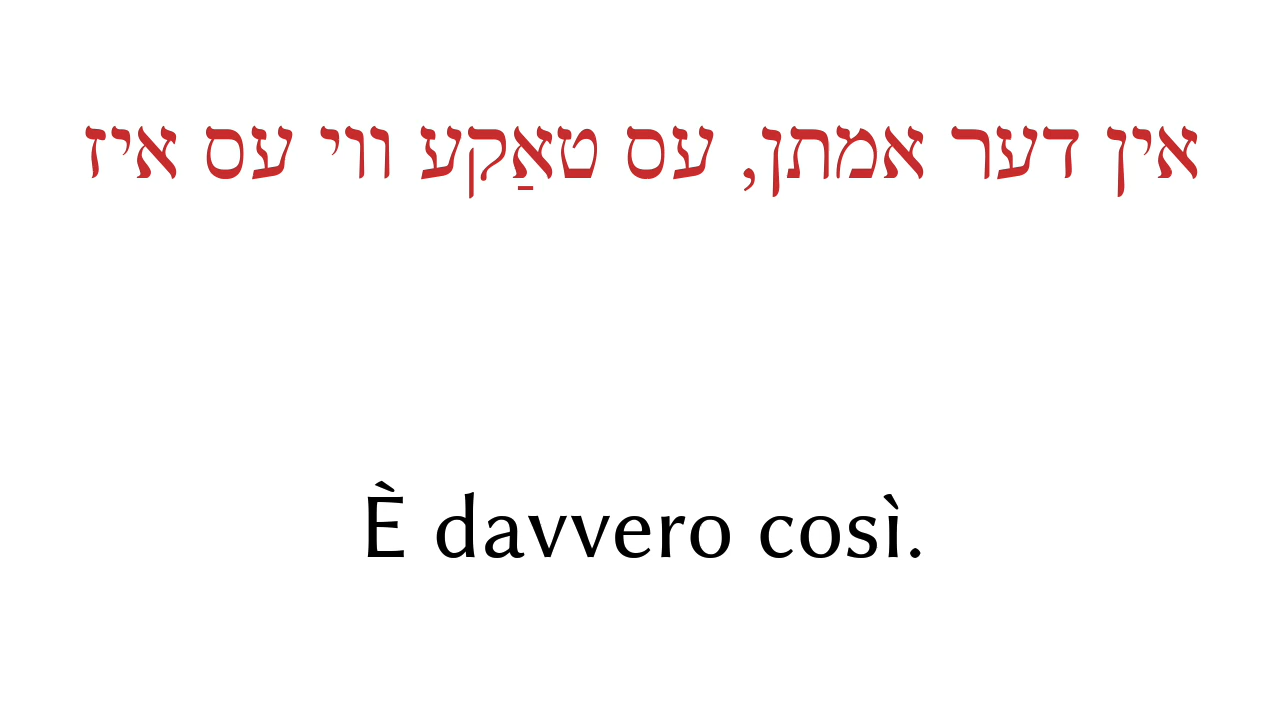 אין דער אמתן, עס טאַקע ווי עס איז
È davvero così.